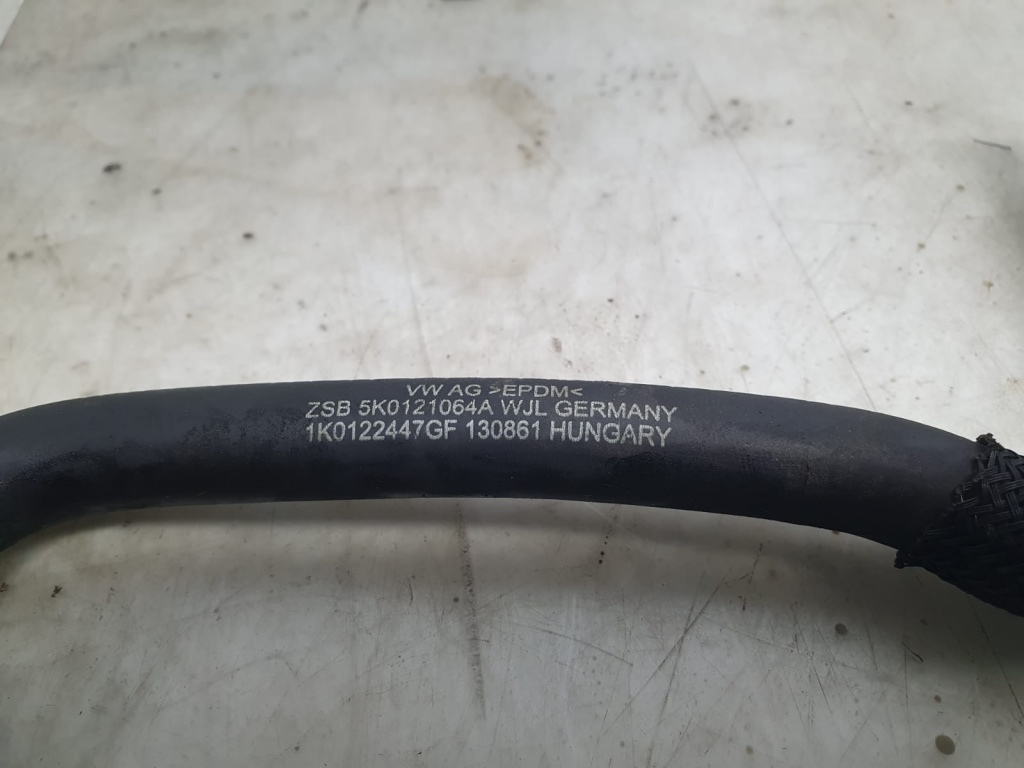 VW AG >EPDM<
ZSB 5K0121064A WJL GERMANY
1K0122447GF 130861 HUNGARY